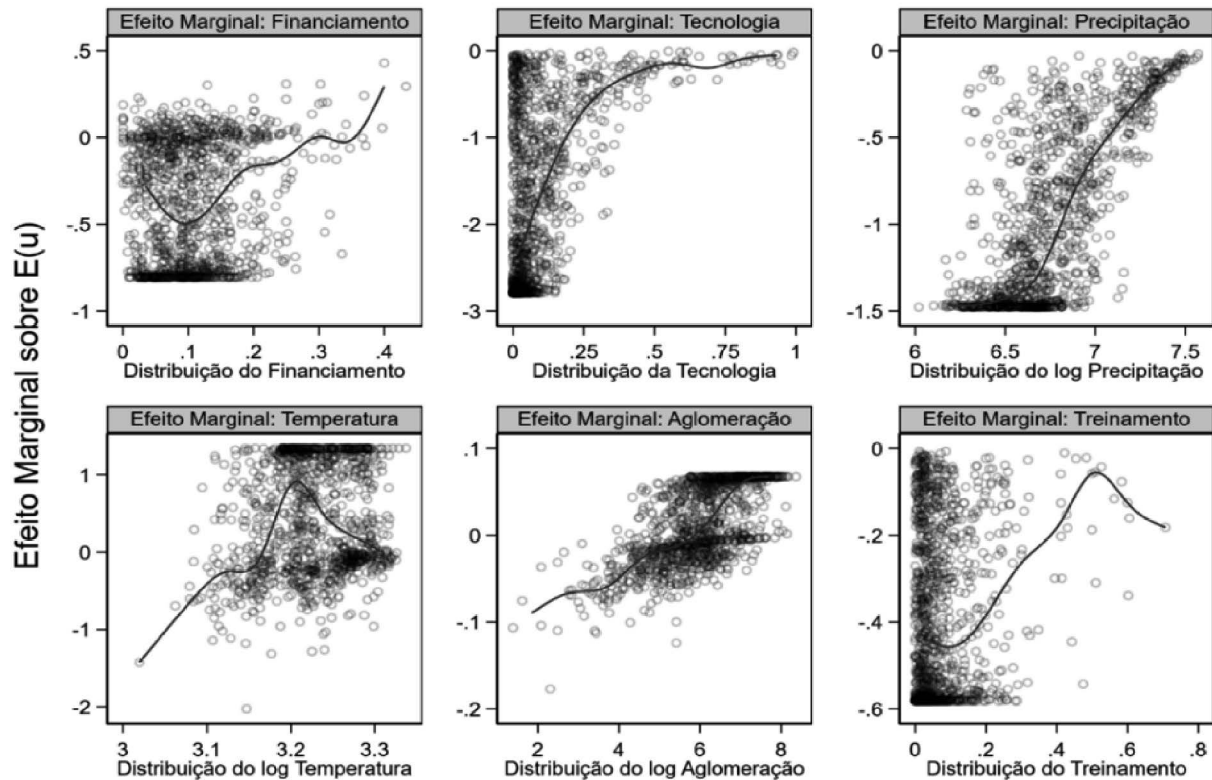 Efeito Marginal sobre E(u)
Efeito Marginal: Financiamento
.5
0
-.5
-1
0 .1 .2 .3 .4
Distribuição do Financiamento
Efeito Marginal: Tecnologia
0
-1
-2
-3
0 .25 .5 .75 1
Distribuição da Tecnologia
Efeito Marginal: Precipitação
0
-.5
-1
-1.5
6 6.5 7 7.5
Distribuição do log Precipitação
Efeito Marginal: Temperatura
1
0
-1
-2
3 3.1 3.2 3.3
Distribuição do log Temperatura
Efeito Marginal: Aglomeração
.1
0
-.1
-.2
2 4 6 8
Distribuição do log Aglomeração
Efeito Marginal: Treinamento
0
-.2
-.4
-.6
0 .2 .4 .6 .8
Distribuição do Treinamento